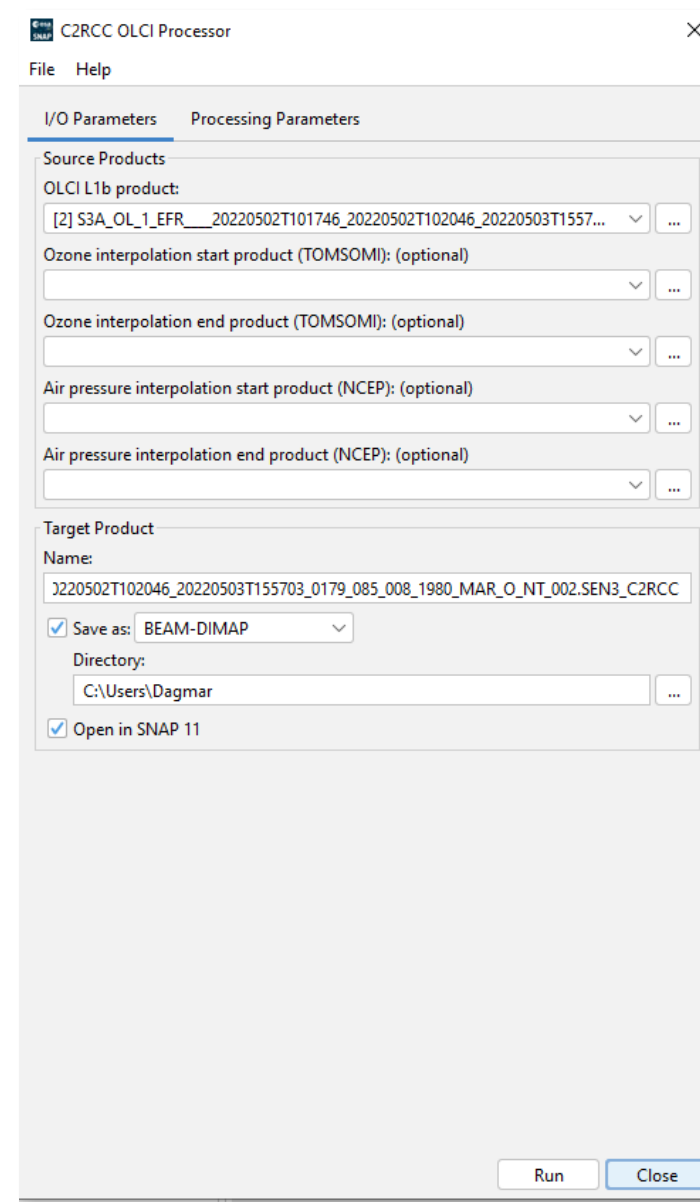 esa
SNAP
C2RCC OLCI Processor
File Help
I/O Parameters Processing Parameters
Source Products
OLCI L1b product:
[2] S3A_OL_1_EFR____20220502T101746_20220502T102046_20220503T1557... ...
Ozone interpolation start product (TOMSOMI): (optional)
...
Ozone interpolation end product (TOMSOMI): (optional)
...
Air pressure interpolation start product (NCEP): (optional)
...
Air pressure interpolation end product (NCEP): (optional)
...
Target Product
Name:
0220502T102046_20220503T155703_0179_085_008_1980_MAR_O_NT_002.SEN3_C2RCC
Save as: BEAM-DIMAP
Directory:
C:\Users\Dagmar ...
Open in SNAP 11
Run Close